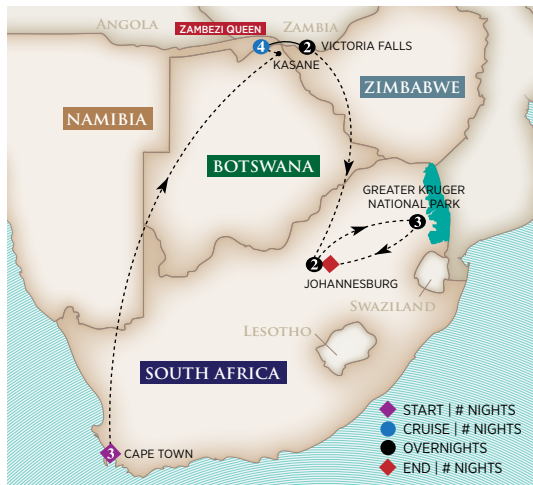 ANGOLA
ZAMBIA
ZAMBEZI QUEEN
4
2
VICTORIA FALLS
KASANE
ZIMBABWE
NAMIBIA
BOTSWANA
GREATER KRUGER
NATIONAL PARK
3
2
JOHANNESBURG
SWAZILAND
LESOTHO
SOUTH AFRICA
3
CAPE TOWN
START | # NIGHTS
CRUISE | # NIGHTS
OVERNIGHTS
END | # NIGHTS